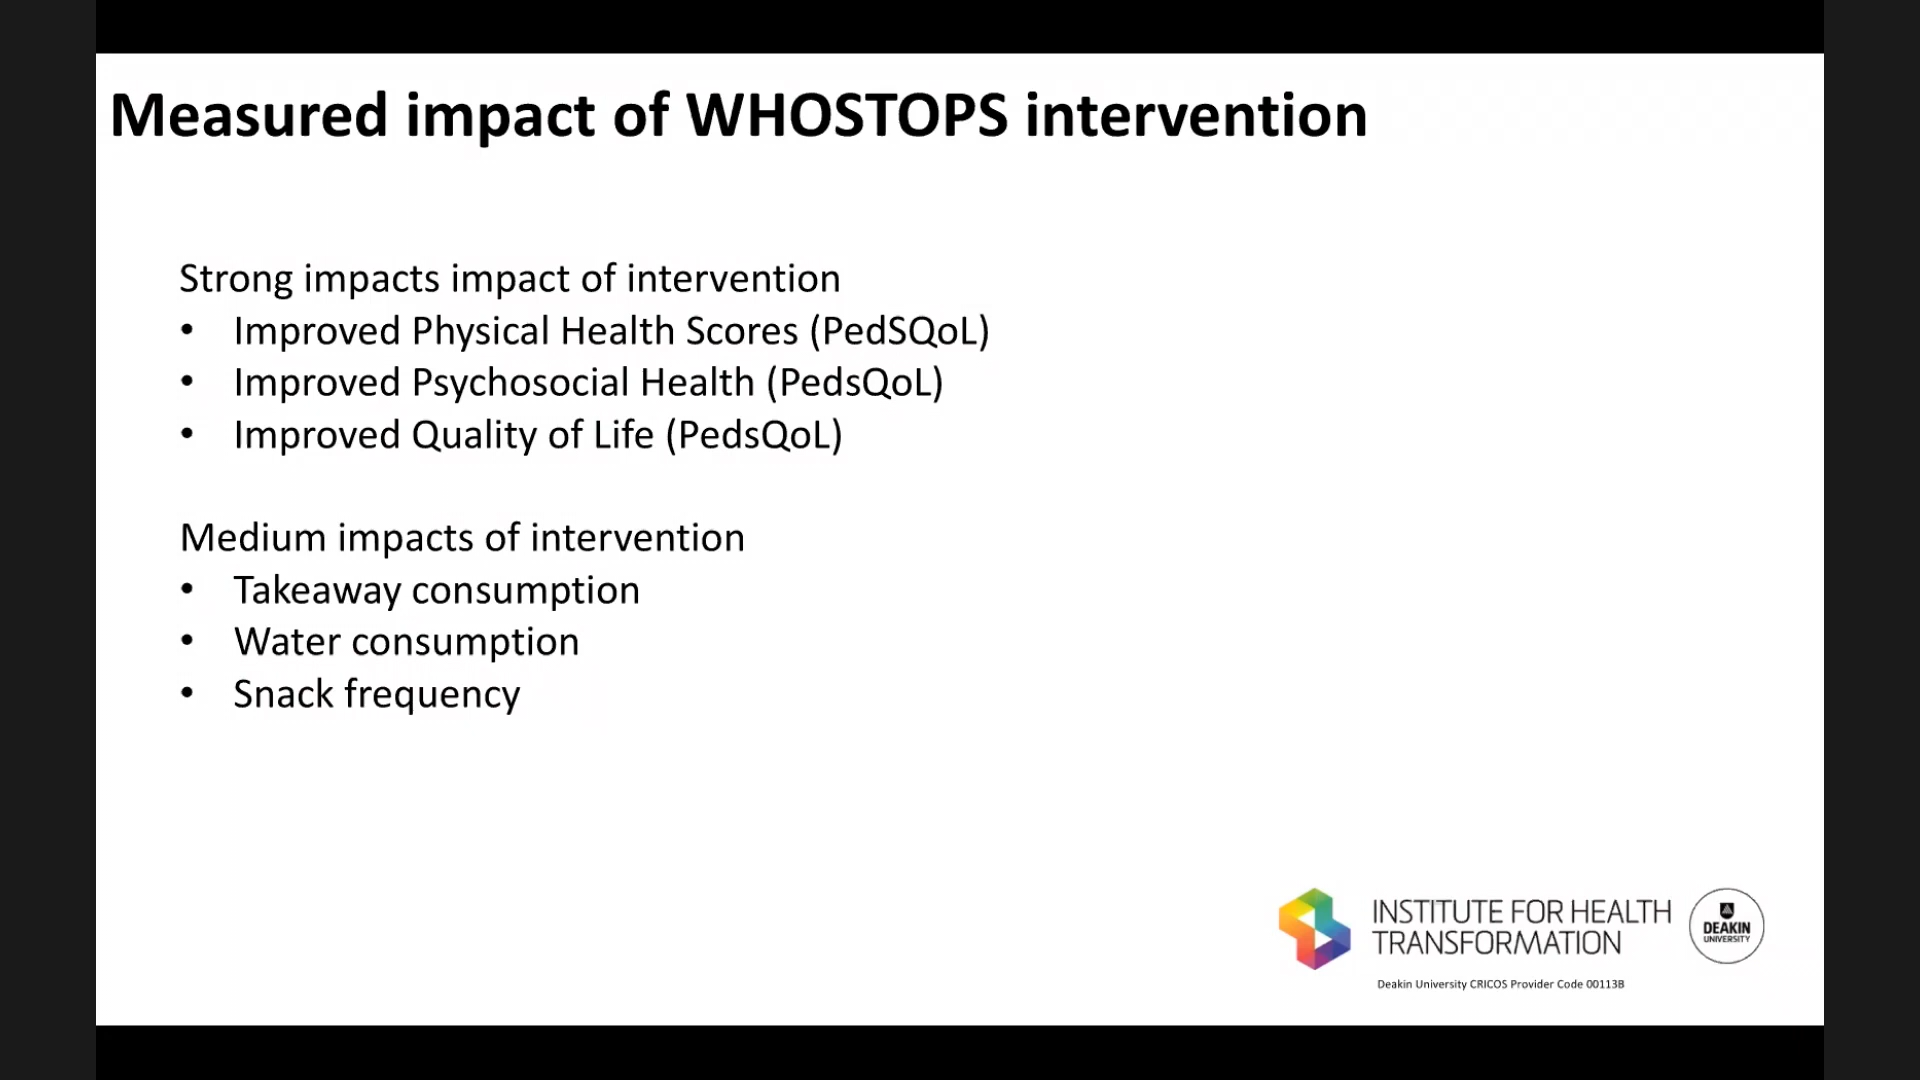 Measured impact of WHOSTOPS intervention
Strong impacts impact of intervention
• Improved Physical Health Scores (PedSQoL)
• Improved Psychosocial Health (PedsQoL)
• Improved Quality of Life (PedsQoL)
Medium impacts of intervention
• Takeaway consumption
• Water consumption
• Snack frequency
INSTITUTE FOR HEALTH
TRANSFORMATION
DEAKIN
UNIVERSITY
Deakin University CRICOS Provider Code 00113B